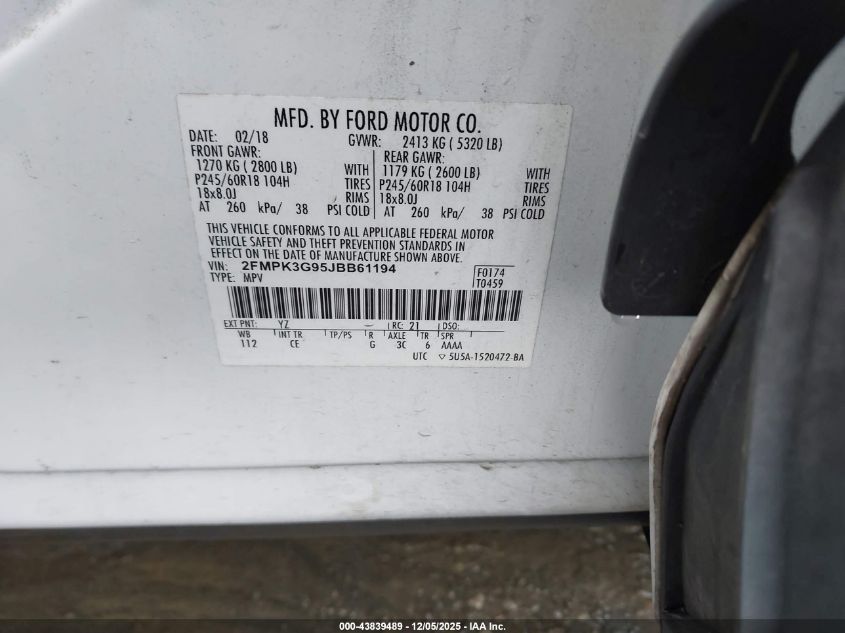 MFD. BY FORD MOTOR CO.
DATE: 02/18 GVWR: 2413 KG ( 5320 LB)
FRONT GAWR: REAR GAWR:
1270 KG ( 2800 LB) WITH 1179 KG ( 2600 LB) WITH
P245/60R18 104H TIRES P245/60R18 104H TIRES
18x8.0J RIMS 18x8.0J RIMS
AT 260 kPa/ 38 PSI COLD AT 260 kPa/ 38 PSI COLD
THIS VEHICLE CONFORMS TO ALL APPLICABLE FEDERAL MOTOR
VEHICLE SAFETY AND THEFT PREVENTION STANDARDS IN
EFFECT ON THE DATE OF MANUFACTURE SHOWN ABOVE.
VIN: 2FMPK3G95JBB61194 F0174
TYPE: MPV T0459
EXT PNT: YZ — RC: 21 DSO:
WB INT TR TP/PS R AXLE TR SPR
112 CE G 3C 6 AAAA
UTC ▽ 5U5A-1520472-BA
000-43839489 - 12/05/2025 - IAA Inc.